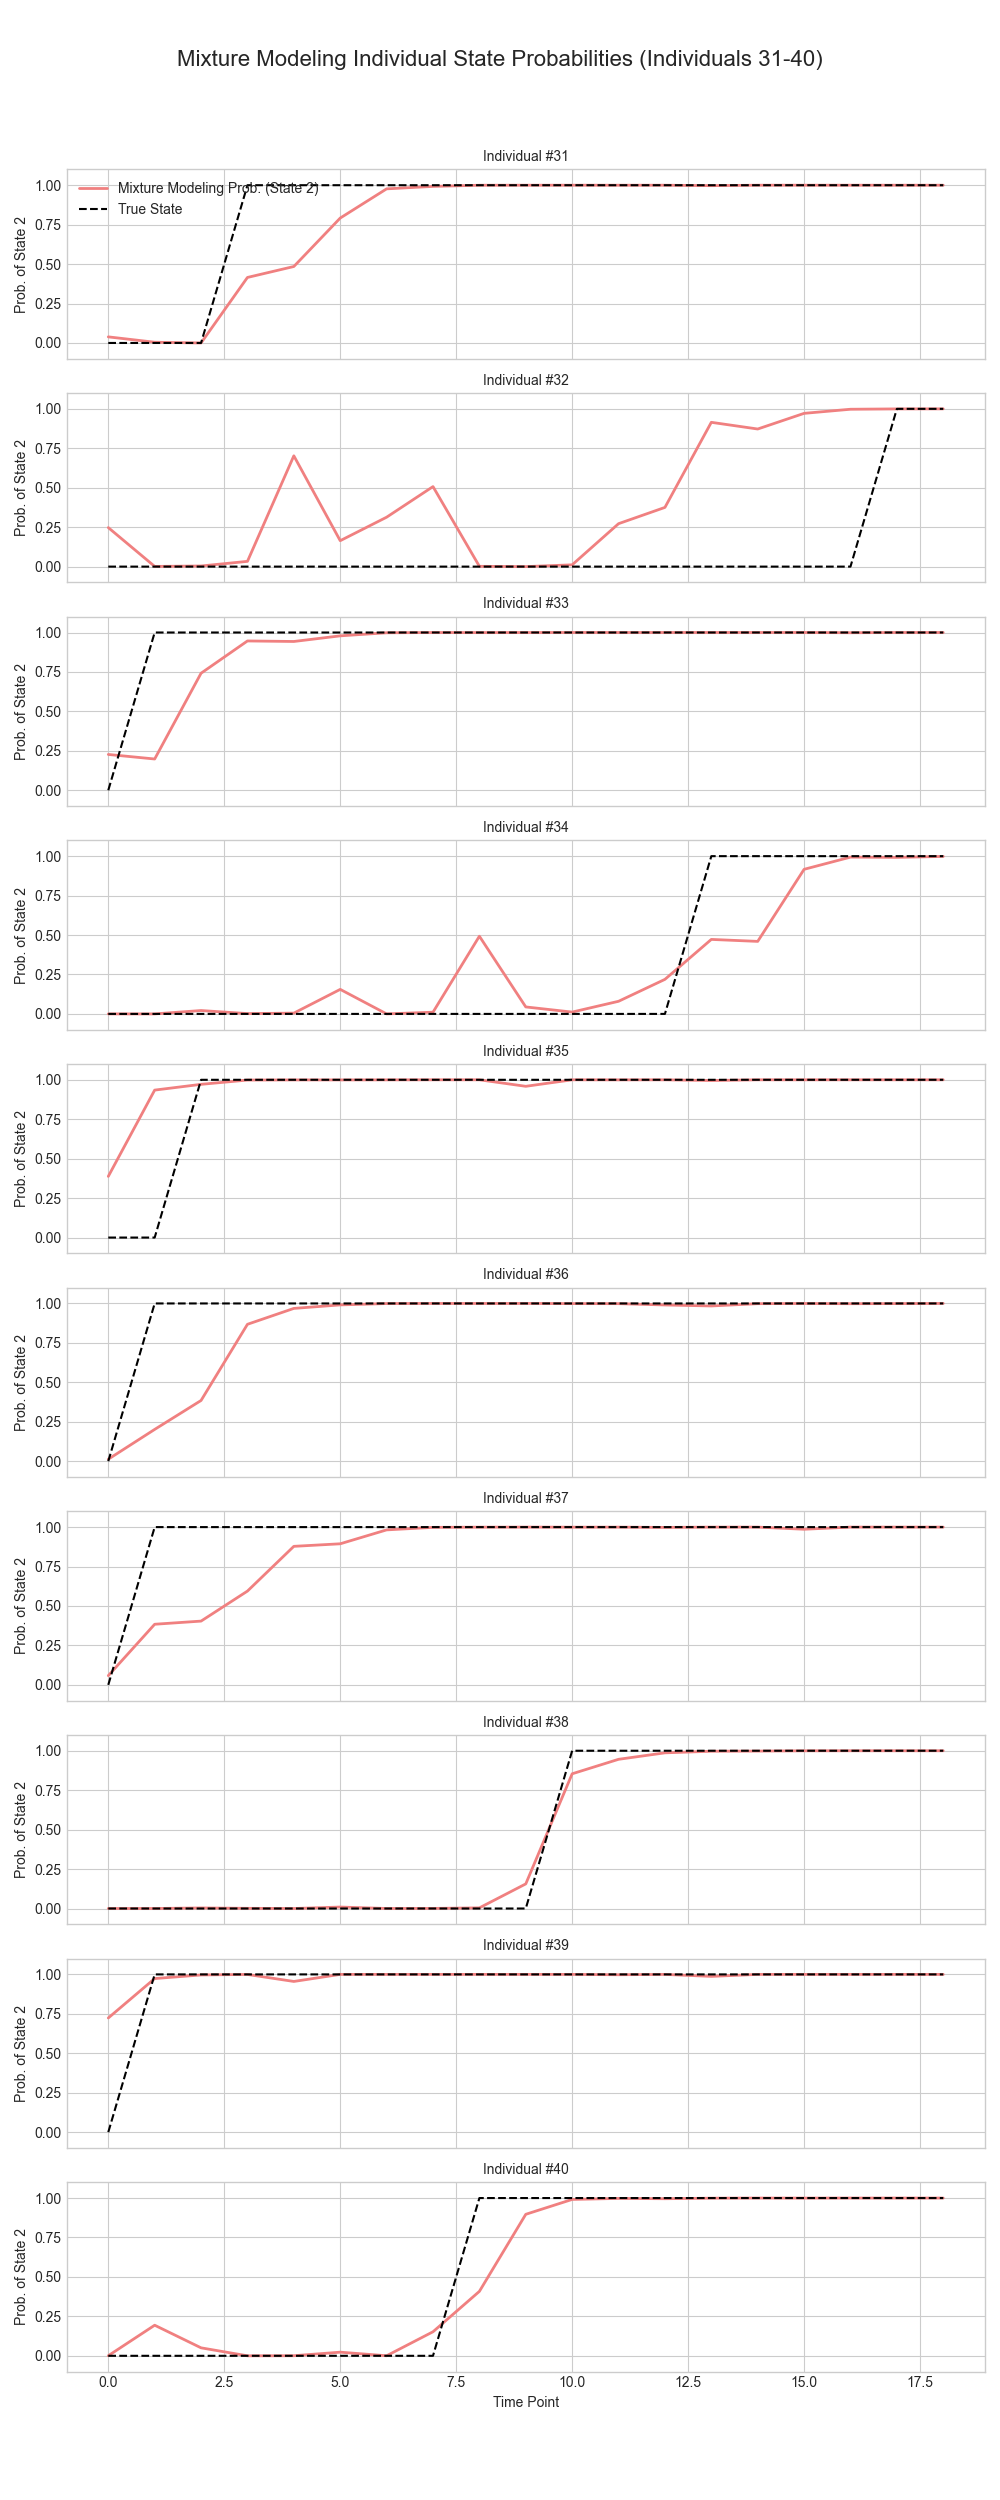 Mixture Modeling Individual State Probabilities (Individuals 31-40)
Individual #31
Mixture Modeling Prob. (State 2)
True State
Prob. of State 2
1.00
0.75
0.50
0.25
0.00
Individual #32
Prob. of State 2
1.00
0.75
0.50
0.25
0.00
Individual #33
Prob. of State 2
1.00
0.75
0.50
0.25
0.00
Individual #34
Prob. of State 2
1.00
0.75
0.50
0.25
0.00
Individual #35
Prob. of State 2
1.00
0.75
0.50
0.25
0.00
Individual #36
Prob. of State 2
1.00
0.75
0.50
0.25
0.00
Individual #37
Prob. of State 2
1.00
0.75
0.50
0.25
0.00
Individual #38
Prob. of State 2
1.00
0.75
0.50
0.25
0.00
Individual #39
Prob. of State 2
1.00
0.75
0.50
0.25
0.00
Individual #40
Prob. of State 2
1.00
0.75
0.50
0.25
0.00
0.0 2.5 5.0 7.5 10.0 12.5 15.0 17.5
Time Point